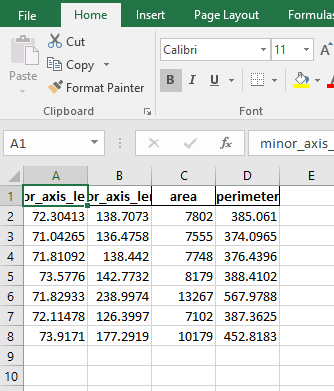 File Home Insert Page Layout Formulas
Cut
Copy
Format Painter
Paste
Clipboard
Calibri 11 A
B I U
Font
A1 fx minor_axis_
A B C D
1 or_axis_le or_axis_len area perimeter
2 72.30413 138.7073 7802 385.061
3 71.04265 136.4758 7555 374.0965
4 71.81092 138.442 7748 376.4396
5 73.5776 142.7732 8179 388.4102
6 71.82933 238.9974 13267 567.9788
7 72.11478 126.3997 7102 387.3625
8 73.9171 177.2919 10179 452.8183
9
10